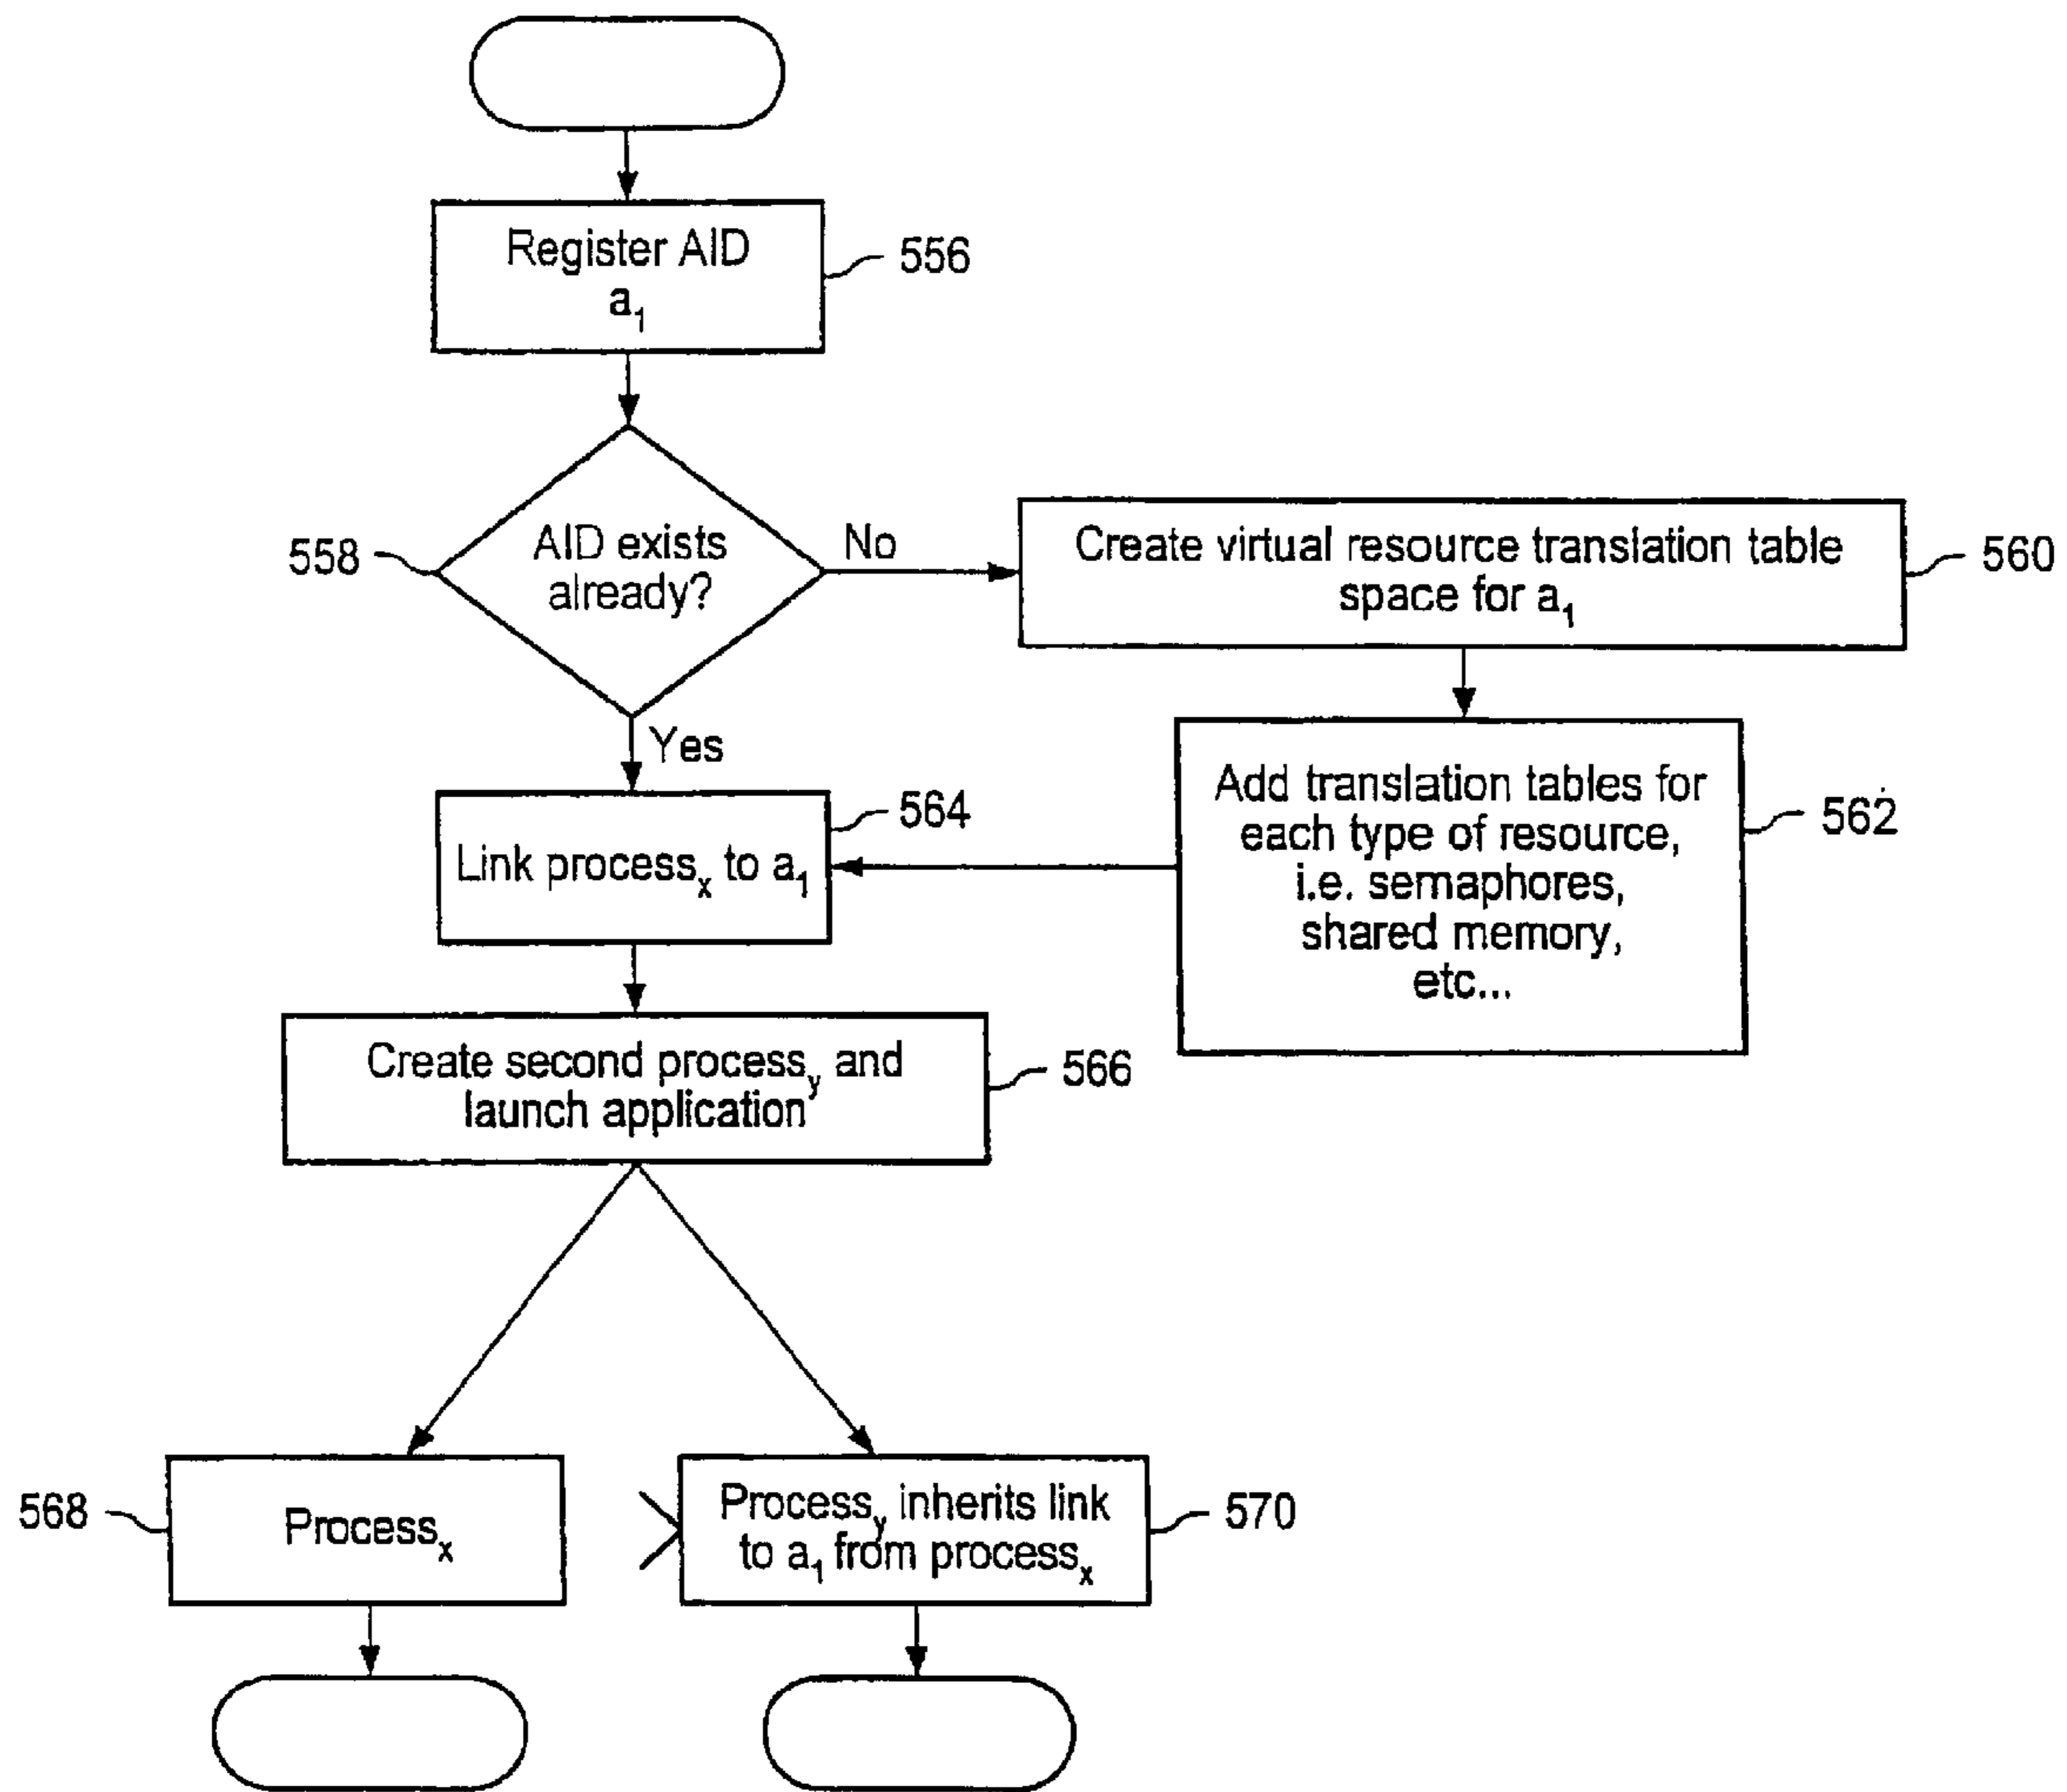 Register AID
a₁
556
AID exists
already?
558
No
Yes
Create virtual resource translation table
space for a₁
560
Add translation tables for
each type of resource,
i.e. semaphores,
shared memory,
etc...
562
Link processₓ to a₁
564
Create second process_y and
launch application
566
Processₓ
568
Process_y inherits link
to a₁ from processₓ
570